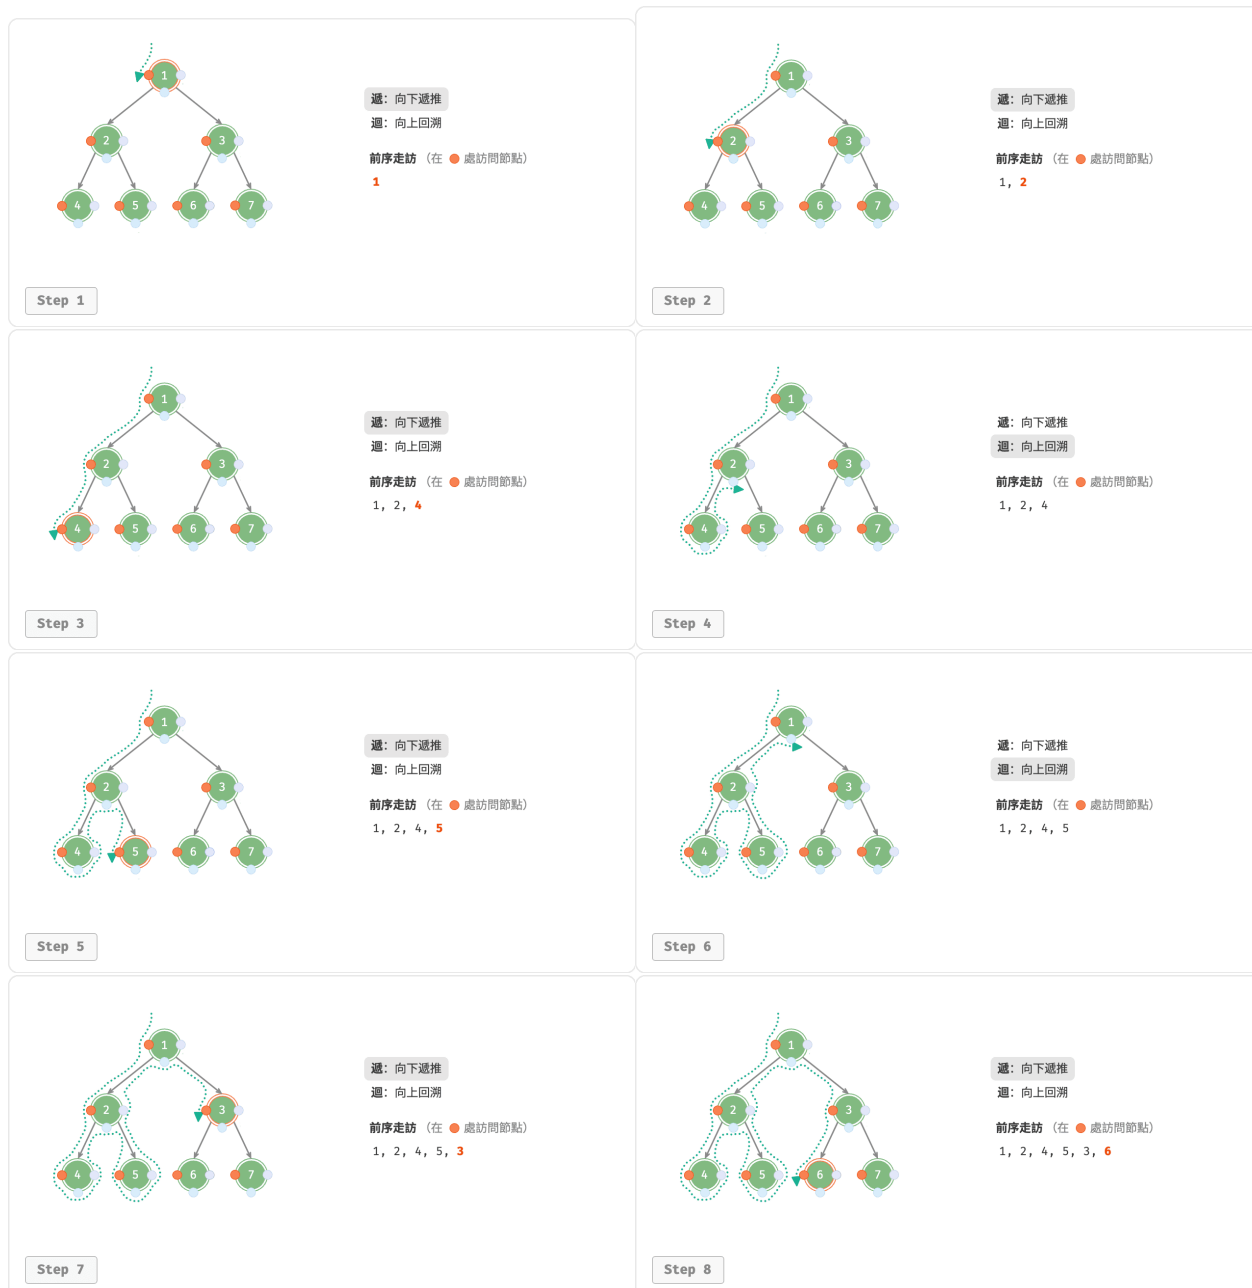 1
2
3
4
5
6
7
遞：向下遞推
迴：向上回溯
前序走訪（在 處訪問節點）
1
Step 1
1
2
3
4
5
6
7
遞：向下遞推
迴：向上回溯
前序走訪（在 處訪問節點）
1, 2
Step 2
1
2
3
4
5
6
7
遞：向下遞推
迴：向上回溯
前序走訪（在 處訪問節點）
1, 2, 4
Step 3
1
2
3
4
5
6
7
遞：向下遞推
迴：向上回溯
前序走訪（在 處訪問節點）
1, 2, 4
Step 4
1
2
3
4
5
6
7
遞：向下遞推
迴：向上回溯
前序走訪（在 處訪問節點）
1, 2, 4, 5
Step 5
1
2
3
4
5
6
7
遞：向下遞推
迴：向上回溯
前序走訪（在 處訪問節點）
1, 2, 4, 5
Step 6
1
2
3
4
5
6
7
遞：向下遞推
迴：向上回溯
前序走訪（在 處訪問節點）
1, 2, 4, 5, 3
Step 7
1
2
3
4
5
6
7
遞：向下遞推
迴：向上回溯
前序走訪（在 處訪問節點）
1, 2, 4, 5, 3, 6
Step 8